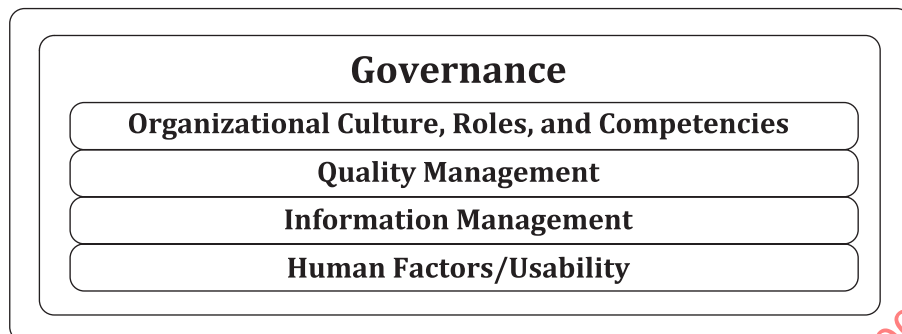 Governance
Organizational Culture, Roles, and Competencies
Quality Management
Information Management
Human Factors/Usability